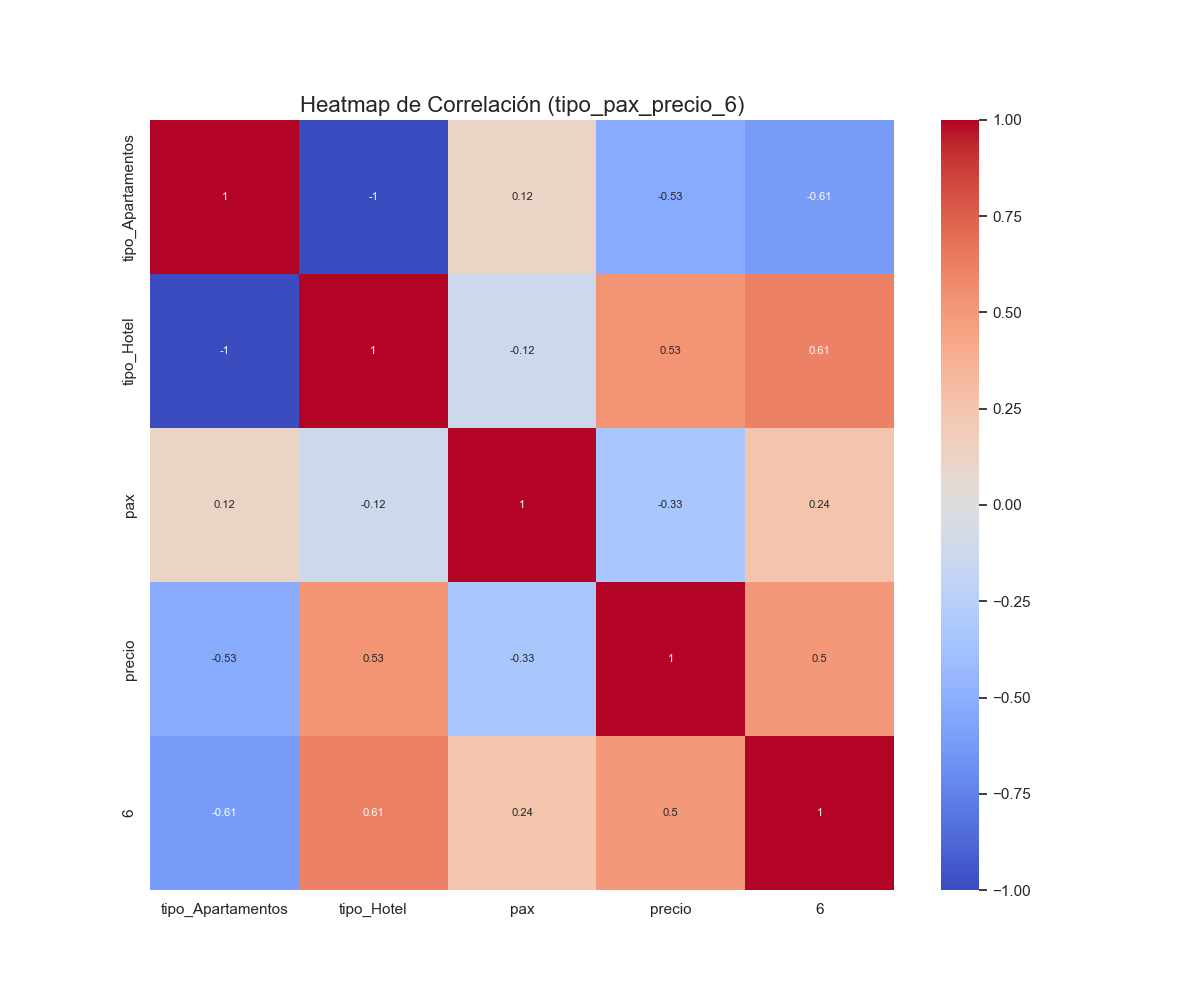 Heatmap de Correlación (tipo_pax_precio_6)
tipo_Apartamentos 1 -1 0.12 -0.53 -0.61
tipo_Hotel -1 1 -0.12 0.53 0.61
pax 0.12 -0.12 1 -0.33 0.24
precio -0.53 0.53 -0.33 1 0.5
6 -0.61 0.61 0.24 0.5 1
tipo_Apartamentos tipo_Hotel pax precio 6
1.00
0.75
0.50
0.25
0.00
−0.25
−0.50
−0.75
−1.00